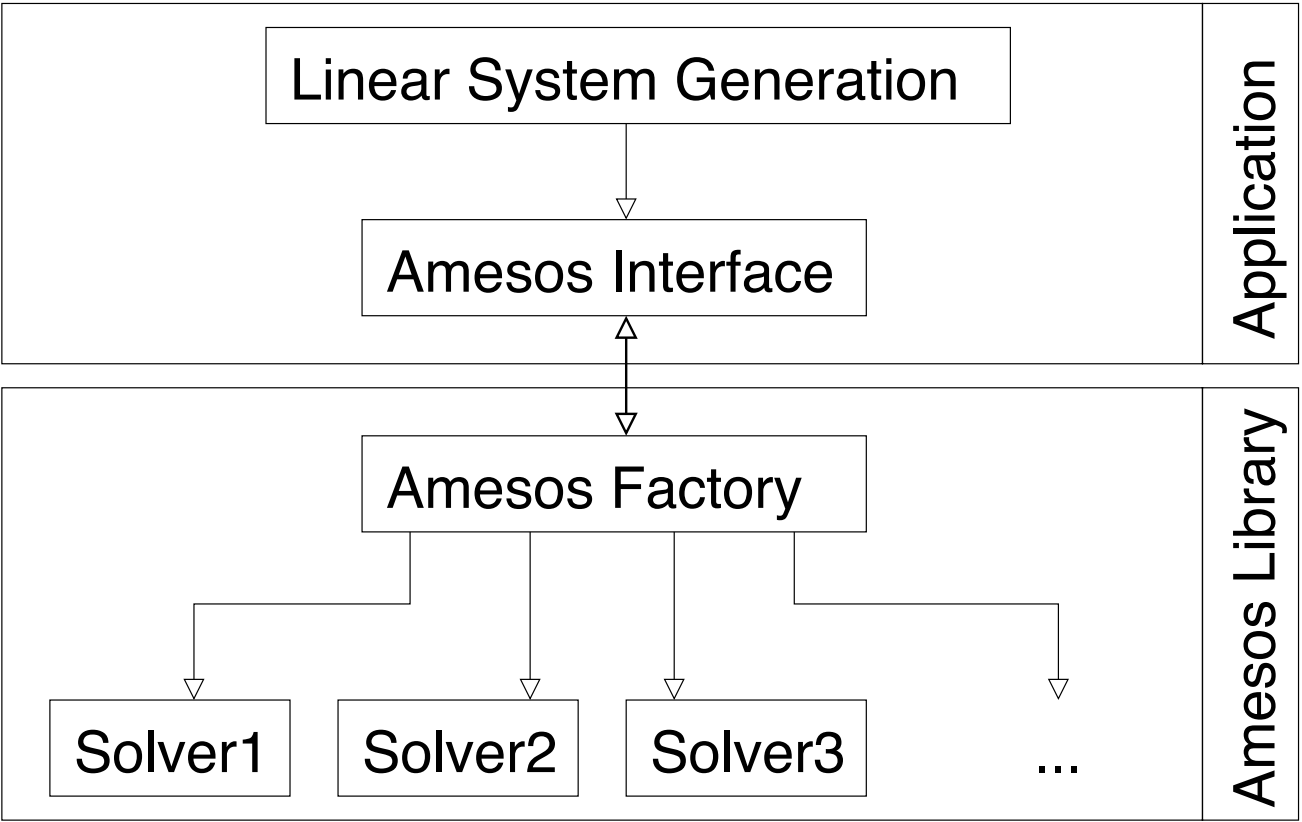 Linear System Generation
Application
Amesos Interface
Amesos Factory
Amesos Library
Solver1
Solver2
Solver3
...